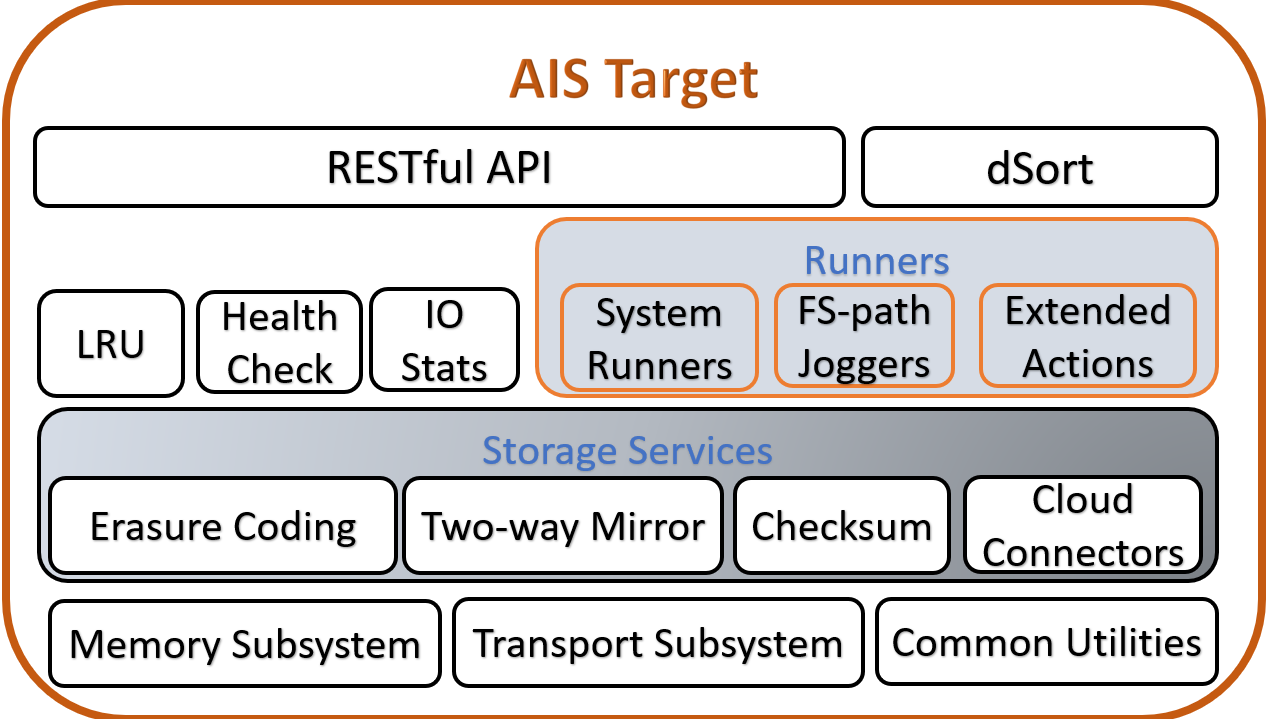 AIS Target
RESTful API
dSort
Runners
LRU
Health
Check
IO
Stats
System
Runners
FS-path
Joggers
Extended
Actions
Storage Services
Erasure Coding
Two-way Mirror
Checksum
Cloud
Connectors
Memory Subsystem
Transport Subsystem
Common Utilities